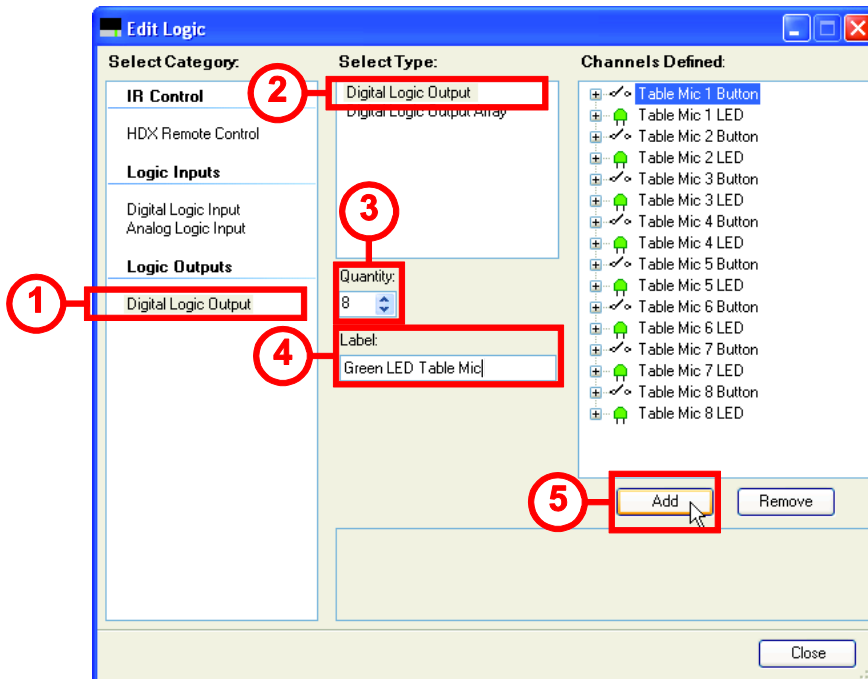 Edit Logic
Select Category:
IR Control
HDX Remote Control
Logic Inputs
Digital Logic Input
Analog Logic Input
Logic Outputs
1
Digital Logic Output
Select Type:
2
Digital Logic Output
Digital Logic Output Array
3
Quantity:
8
4
Label:
Green LED Table Mic
Channels Defined:
Table Mic 1 Button
Table Mic 1 LED
Table Mic 2 Button
Table Mic 2 LED
Table Mic 3 Button
Table Mic 3 LED
Table Mic 4 Button
Table Mic 4 LED
Table Mic 5 Button
Table Mic 5 LED
Table Mic 6 Button
Table Mic 6 LED
Table Mic 7 Button
Table Mic 7 LED
Table Mic 8 Button
Table Mic 8 LED
5
Add
Remove
Close